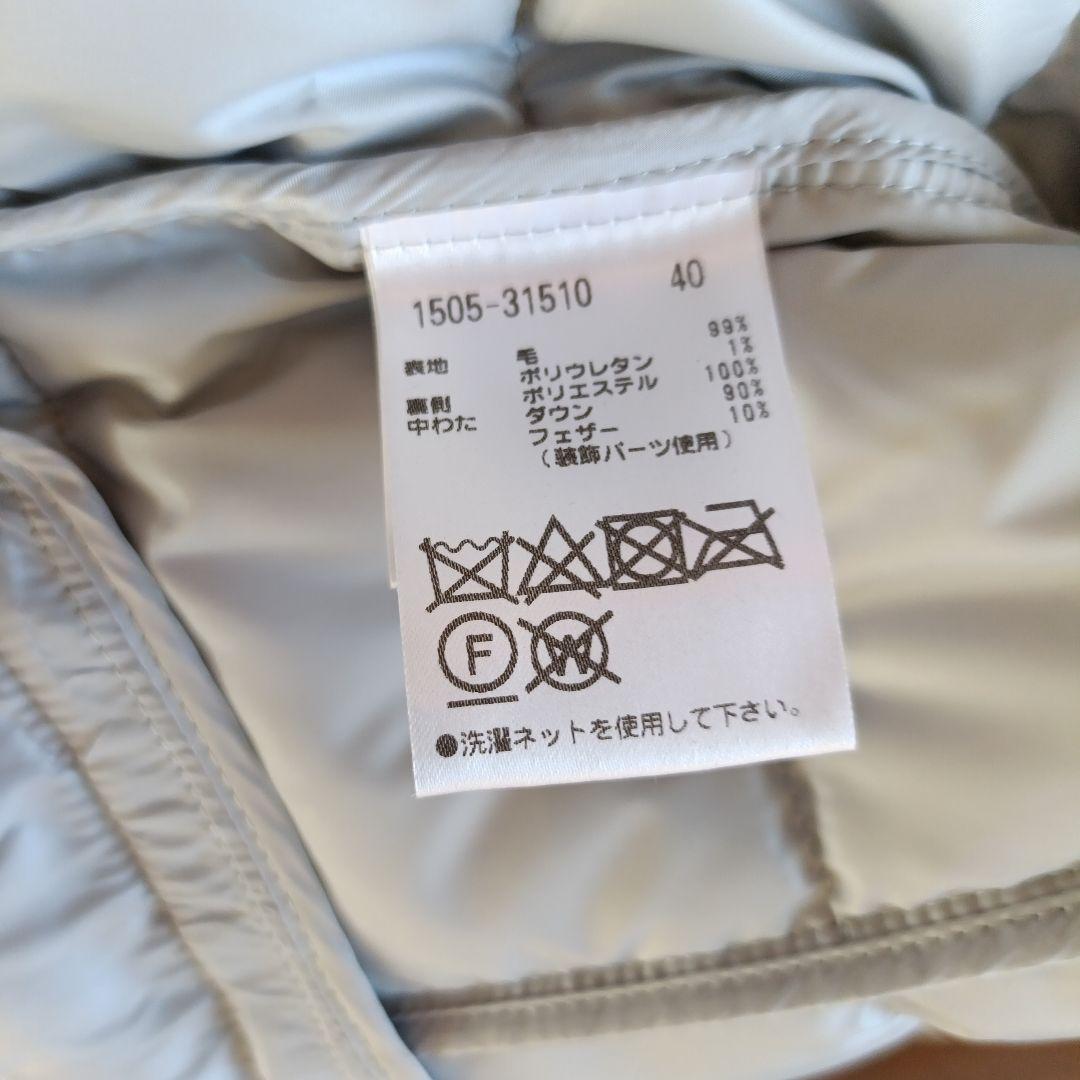 1505-31510 40
表地 毛 99%
ポリウレタン 1%
裏側 ポリエステル 100%
中わた ダウン 90%
フェザー 10%
(装飾パーツ使用)
F W
●洗濯ネットを使用して下さい。